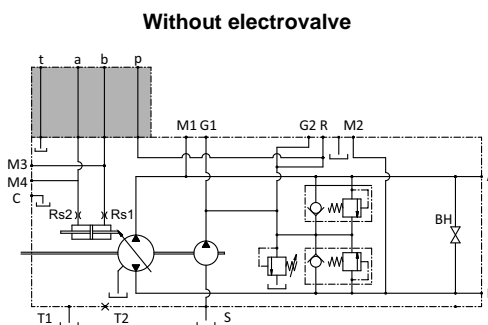 Without electrovalve
t a b p
M1 G1 G2 R M2
M3
M4
C
Rs2 Rs1
BH
T1 T2 S